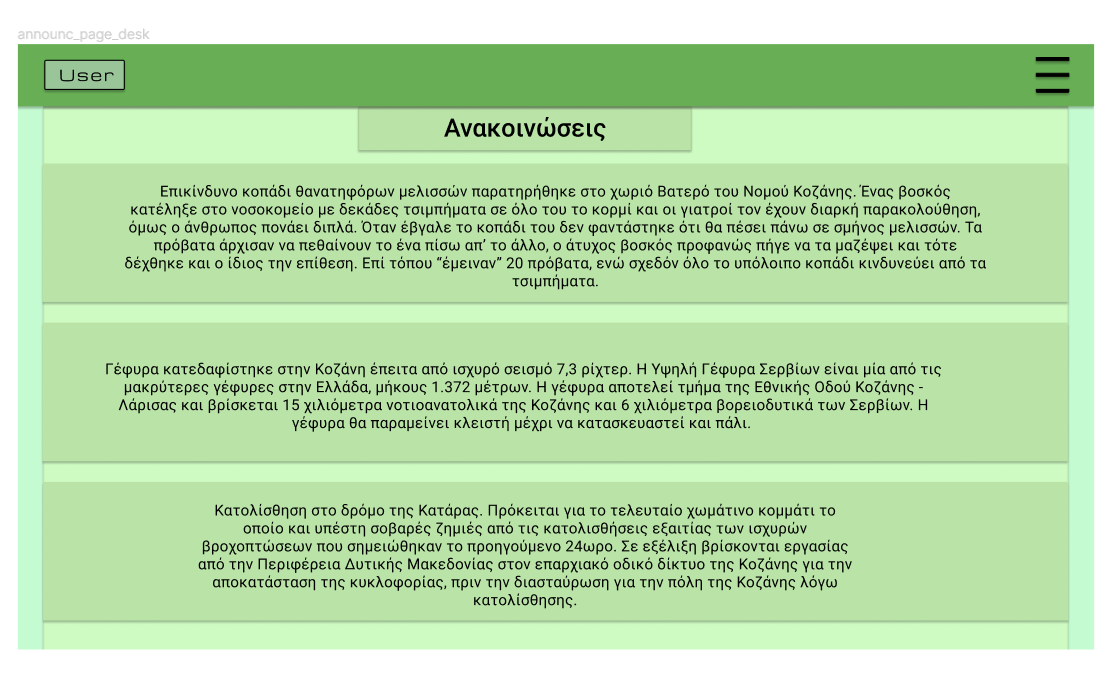 announc_page_desk
User
Ανακοινώσεις
Επικίνδυνο κοπάδι θανατηφόρων μελισσών παρατηρήθηκε στο χωριό Βατερό του Νομού Κοζάνης. Ένας βοσκός
κατέληξε στο νοσοκομείο με δεκάδες τσιμπήματα σε όλο του το κορμί και οι γιατροί τον έχουν διαρκή παρακολούθηση,
όμως ο άνθρωπος πονάει διπλά. Όταν έβγαλε το κοπάδι του δεν φαντάστηκε ότι θα πέσει πάνω σε σμήνος μελισσών. Τα
πρόβατα άρχισαν να πεθαίνουν το ένα πίσω απ’ το άλλο, ο άτυχος βοσκός προφανώς πήγε να τα μαζέψει και τότε
δέχθηκε και ο ίδιος την επίθεση. Επί τόπου “έμειναν” 20 πρόβατα, ενώ σχεδόν όλο το υπόλοιπο κοπάδι κινδυνεύει από τα
τσιμπήματα.
Γέφυρα κατεδαφίστηκε στην Κοζάνη έπειτα από ισχυρό σεισμό 7,3 ρίχτερ. Η Υψηλή Γέφυρα Σερβίων είναι μία από τις
μακρύτερες γέφυρες στην Ελλάδα, μήκους 1.372 μέτρων. Η γέφυρα αποτελεί τμήμα της Εθνικής Οδού Κοζάνης -
Λάρισας και βρίσκεται 15 χιλιόμετρα νοτιοανατολικά της Κοζάνης και 6 χιλιόμετρα βορειοδυτικά των Σερβίων. Η
γέφυρα θα παραμείνει κλειστή μέχρι να κατασκευαστεί και πάλι.
Κατολίσθηση στο δρόμο της Κατάρας. Πρόκειται για το τελευταίο χωμάτινο κομμάτι το
οποίο και υπέστη σοβαρές ζημιές από τις κατολισθήσεις εξαιτίας των ισχυρών
βροχοπτώσεων που σημειώθηκαν το προηγούμενο 24ωρο. Σε εξέλιξη βρίσκονται εργασίας
από την Περιφέρεια Δυτικής Μακεδονίας στον επαρχιακό οδικό δίκτυο της Κοζάνης για την
αποκατάσταση της κυκλοφορίας, πριν την διασταύρωση για την πόλη της Κοζάνης λόγω
κατολίσθησης.